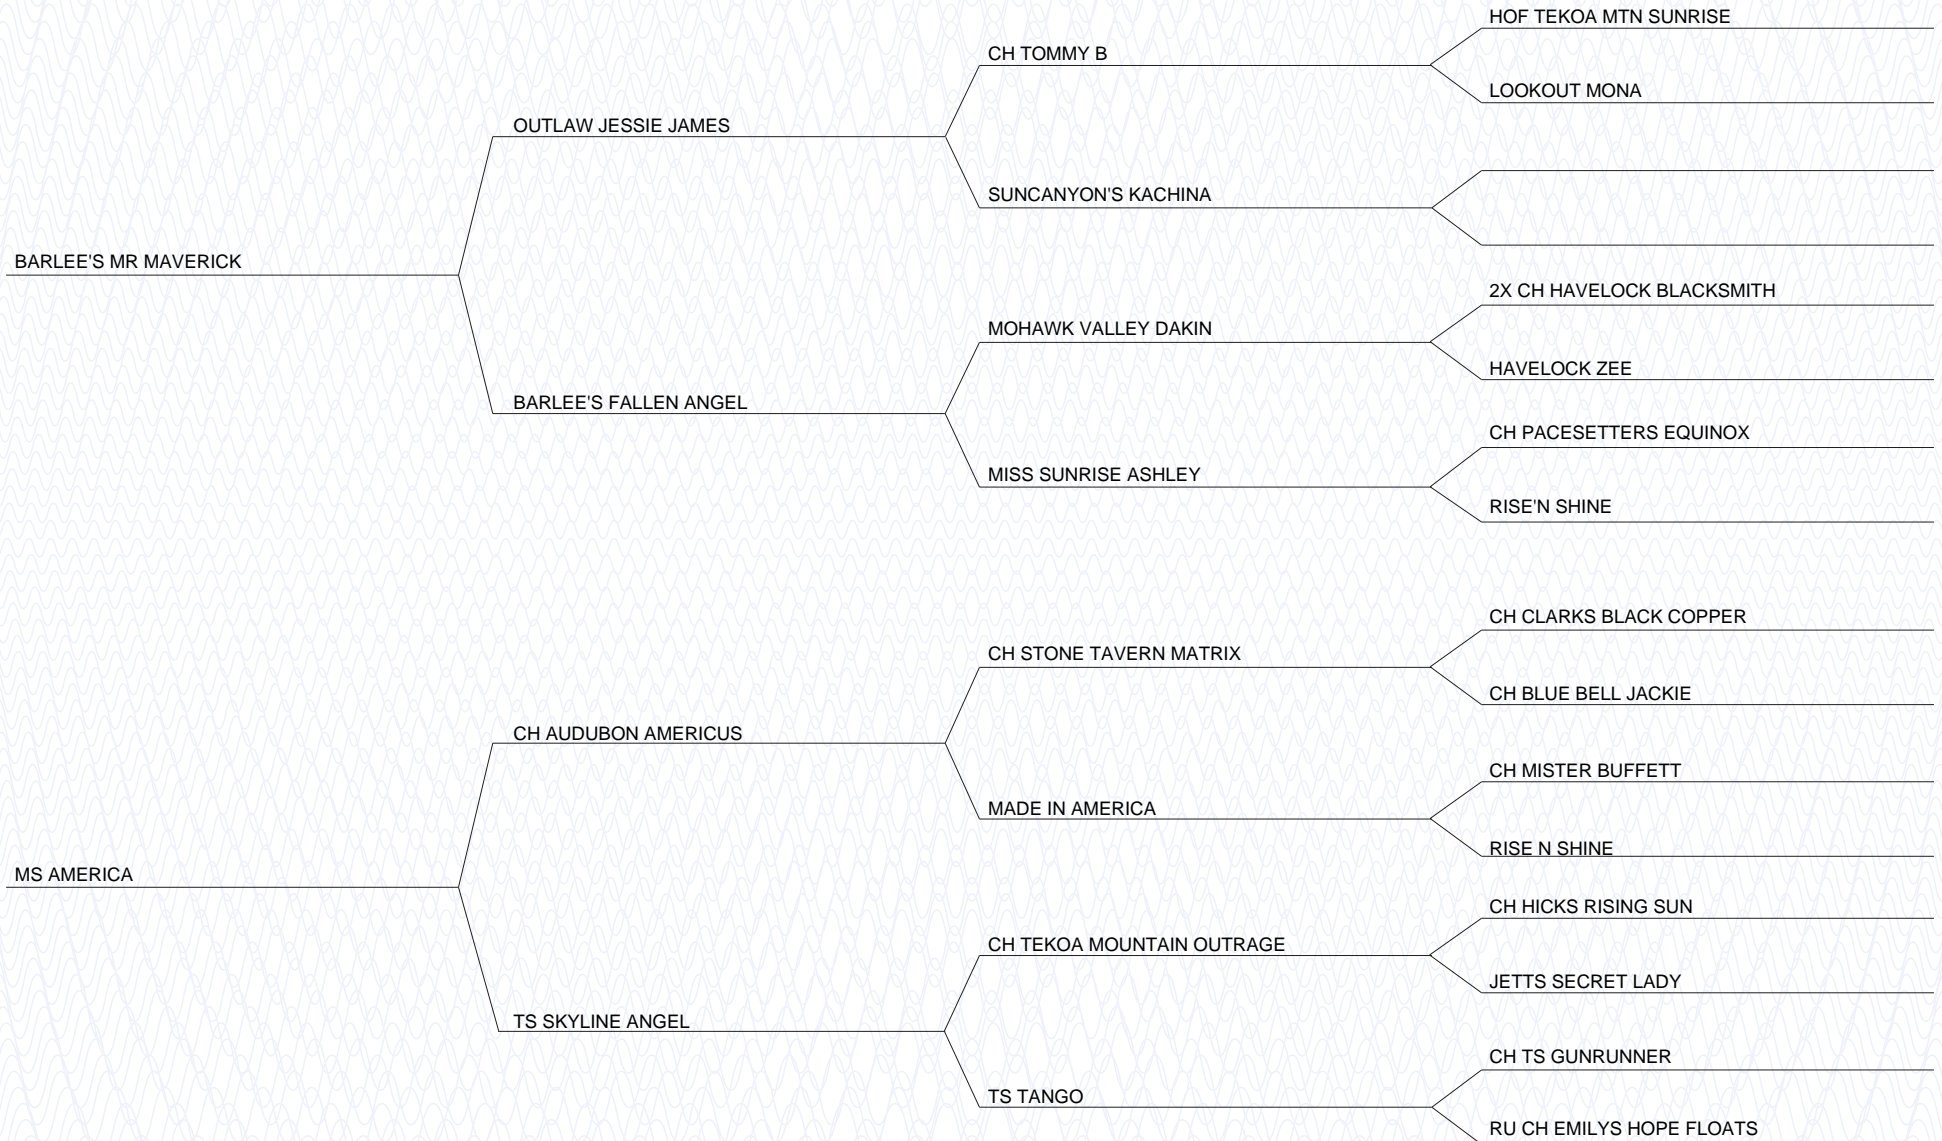 HOF TEKOA MTN SUNRISE
CH TOMMY B
LOOKOUT MONA
OUTLAW JESSIE JAMES
SUNCANYON'S KACHINA
BARLEE'S MR MAVERICK
2X CH HAVELOCK BLACKSMITH
MOHAWK VALLEY DAKIN
HAVELOCK ZEE
BARLEE'S FALLEN ANGEL
CH PACESETTERS EQUINOX
MISS SUNRISE ASHLEY
RISE'N SHINE
CH CLARKS BLACK COPPER
CH STONE TAVERN MATRIX
CH BLUE BELL JACKIE
CH AUDUBON AMERICUS
CH MISTER BUFFETT
MADE IN AMERICA
RISE N SHINE
MS AMERICA
CH HICKS RISING SUN
CH TEKOA MOUNTAIN OUTRAGE
JETTS SECRET LADY
TS SKYLINE ANGEL
CH TS GUNRUNNER
TS TANGO
RU CH EMILYS HOPE FLOATS